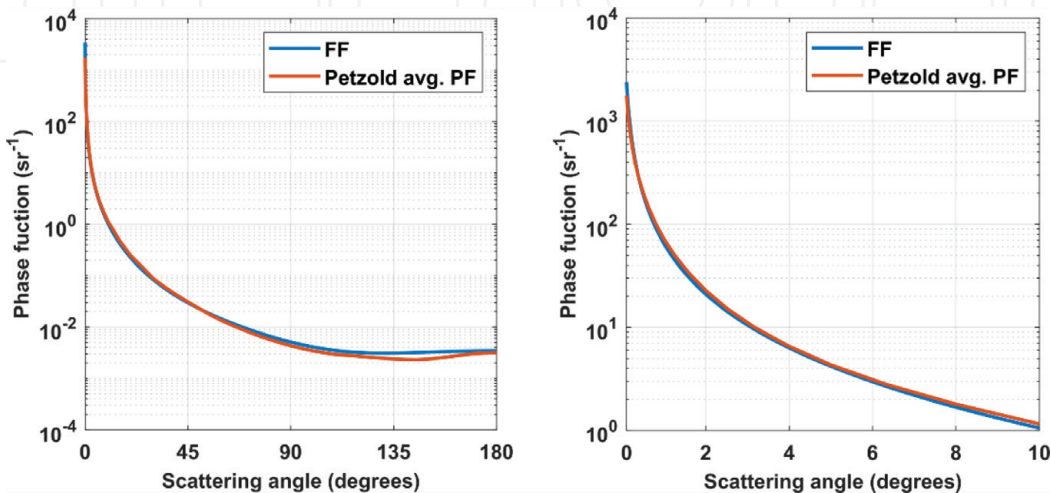 10^4
10^2
10^0
10^-2
10^-4
Phase fuction (sr^-1)
FF
Petzold avg. PF
0
45
90
135
180
Scattering angle (degrees)
10^4
10^3
10^2
10^1
10^0
Phase fuction (sr^-1)
FF
Petzold avg. PF
0
2
4
6
8
10
Scattering angle (degrees)